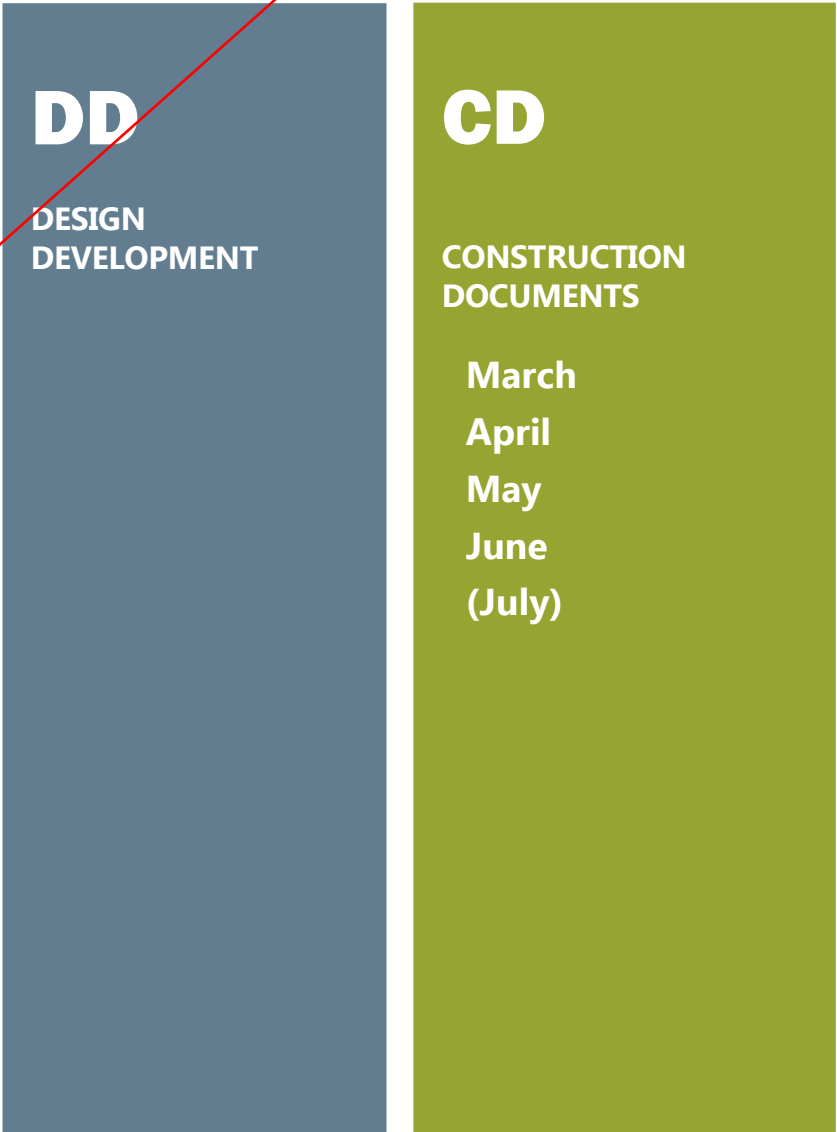 DD
DESIGN
DEVELOPMENT
CD
CONSTRUCTION
DOCUMENTS
March
April
May
June
(July)